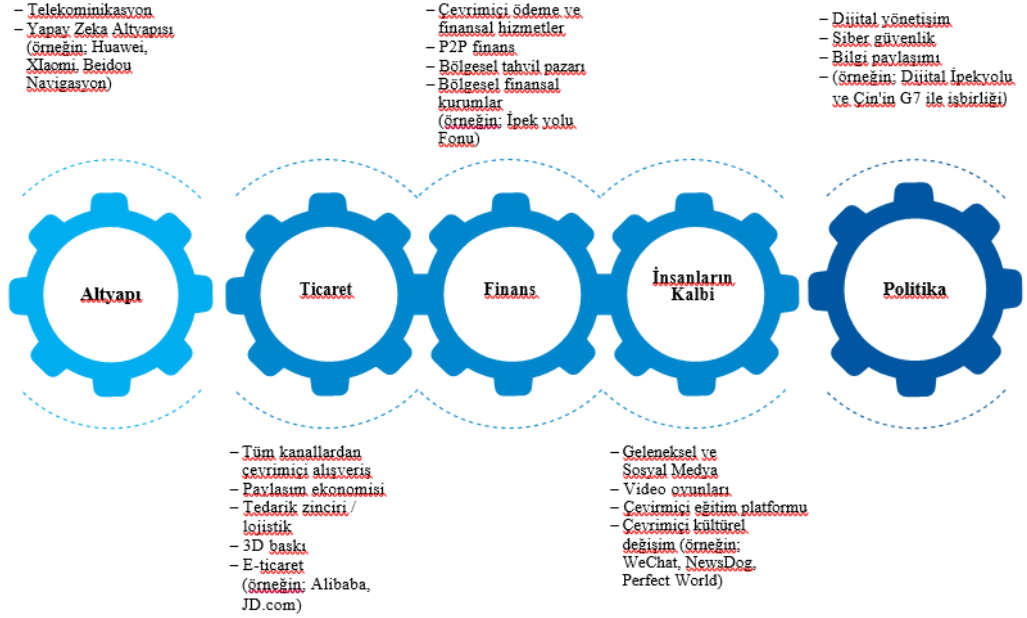 – Telekominikasyon
– Yapay Zeka Altyapısı
(örneğin; Huawei,
XIaomi, Beidou
Navigasyon)
– Çevrimiçi ödeme ve
finansal hizmetler
– P2P finans
– Bölgesel tahvil pazarı
– Bölgesel finansal
kurumlar
(örneğin; İpek yolu
Fonu)
– Dijital yönetişim
– Siber güvenlik
– Bilgi paylaşımı
– (örneğin; Dijital İpekyolu
ve Çin'in G7 ile işbirliği)
Altyapı
Ticaret
Finans
İnsanların
Kalbi
Politika
– Tüm kanallardan
çevrimiçi alışveriş
– Paylaşım ekonomisi
– Tedarik zinciri /
lojistik
– 3D baskı
– E-ticaret
(örneğin; Alibaba,
JD.com)
– Geleneksel ve
Sosyal Medya
– Video oyunları
– Çevirmiçi eğitim platformu
– Çevrimiçi kültürel
değişim (örneğin;
WeChat, NewsDog,
Perfect World)